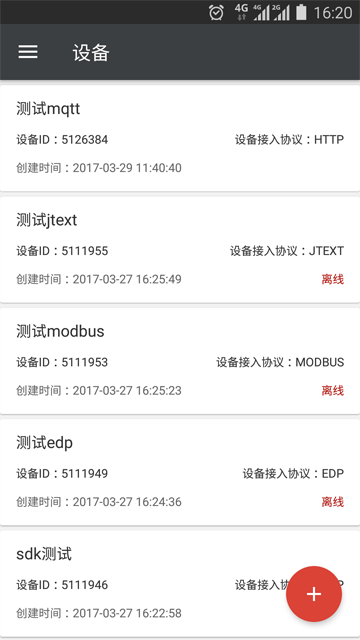 4G 4G 2G 16:20
设备
测试mqtt
设备ID：5126384 设备接入协议：HTTP
创建时间：2017-03-29 11:40:40
测试jtext
设备ID：5111955 设备接入协议：JTEXT
创建时间：2017-03-27 16:25:49 离线
测试modbus
设备ID：5111953 设备接入协议：MODBUS
创建时间：2017-03-27 16:25:23 离线
测试edp
设备ID：5111949 设备接入协议：EDP
创建时间：2017-03-27 16:24:36 离线
sdk测试
设备ID：5111946 设备接入协 P
创建时间：2017-03-27 16:22:58